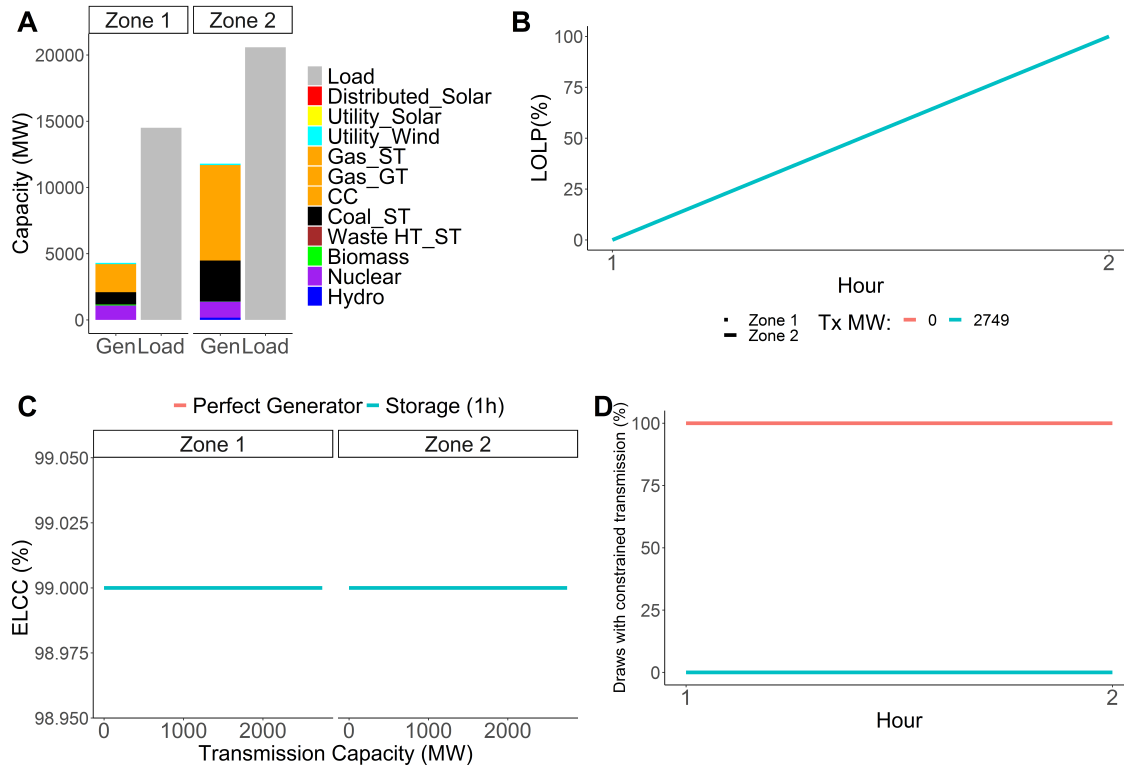 A
Zone 1
Zone 2
Capacity (MW)
20000
15000
10000
5000
0
Gen
Load
Gen
Load
Load
Distributed_Solar
Utility_Solar
Utility_Wind
Gas_ST
Gas_GT
CC
Coal_ST
Waste HT_ST
Biomass
Nuclear
Hydro
B
LOLP(%)
100
75
50
25
0
1
2
Hour
Zone 1
Zone 2
Tx MW:
0
2749
C
Perfect Generator
Storage (1h)
Zone 1
Zone 2
ELCC (%)
99.050
99.025
99.000
98.975
98.950
0
1000
2000
0
1000
2000
Transmission Capacity (MW)
D
Draws with constrained transmission (%)
100
75
50
25
0
1
2
Hour